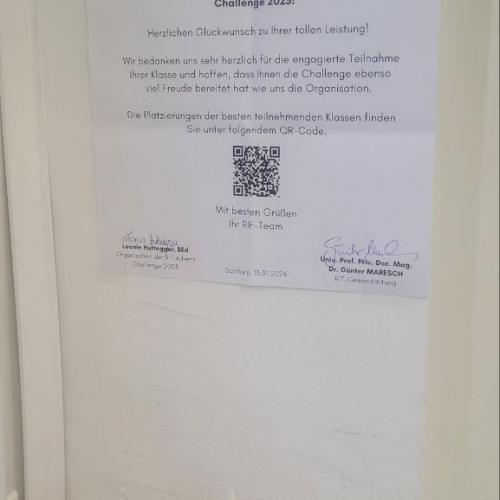 Challenge 2025!
Herzlichen Glückwunsch zu Ihrer tollen Leistung!
Wir bedanken uns sehr herzlich für die engagierte Teilnahme
Ihrer Klasse und hoffen, dass Ihnen die Challenge ebenso
viel Freude bereitet hat wie uns die Organisation.
Die Platzierungen der besten teilnehmenden Klassen finden
Sie unter folgendem QR-Code.
Mit besten Grüßen
Ihr RIF-Team
Leonie Hutteggler, BEd
Organisation der RIF Advent
Challenge 2025
Salzburg, 15.01.2026
Univ. Prof. Priv.-Doz. Mag.
Dr. Günter MARESCH
RIF-Gesamtleitung